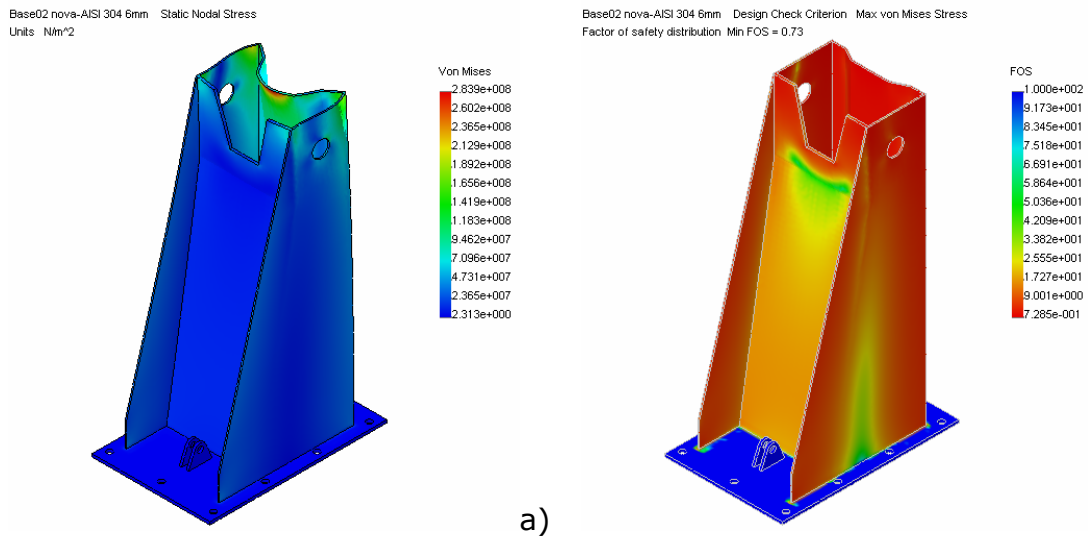 Base02 nova-AISI 304 6mm Static Nodal Stress
Units N/m^2
Von Mises
2.839e+008
2.602e+008
2.365e+008
2.129e+008
1.892e+008
1.656e+008
1.419e+008
1.183e+008
9.462e+007
7.096e+007
4.731e+007
2.365e+007
2.313e+000
a)
Base02 nova-AISI 304 6mm Design Check Criterion Max von Mises Stress
Factor of safety distribution Min FOS = 0.73
FOS
1.000e+002
9.173e+001
8.345e+001
7.518e+001
6.691e+001
5.864e+001
5.036e+001
4.209e+001
3.382e+001
2.555e+001
1.727e+001
9.001e+000
7.285e-001